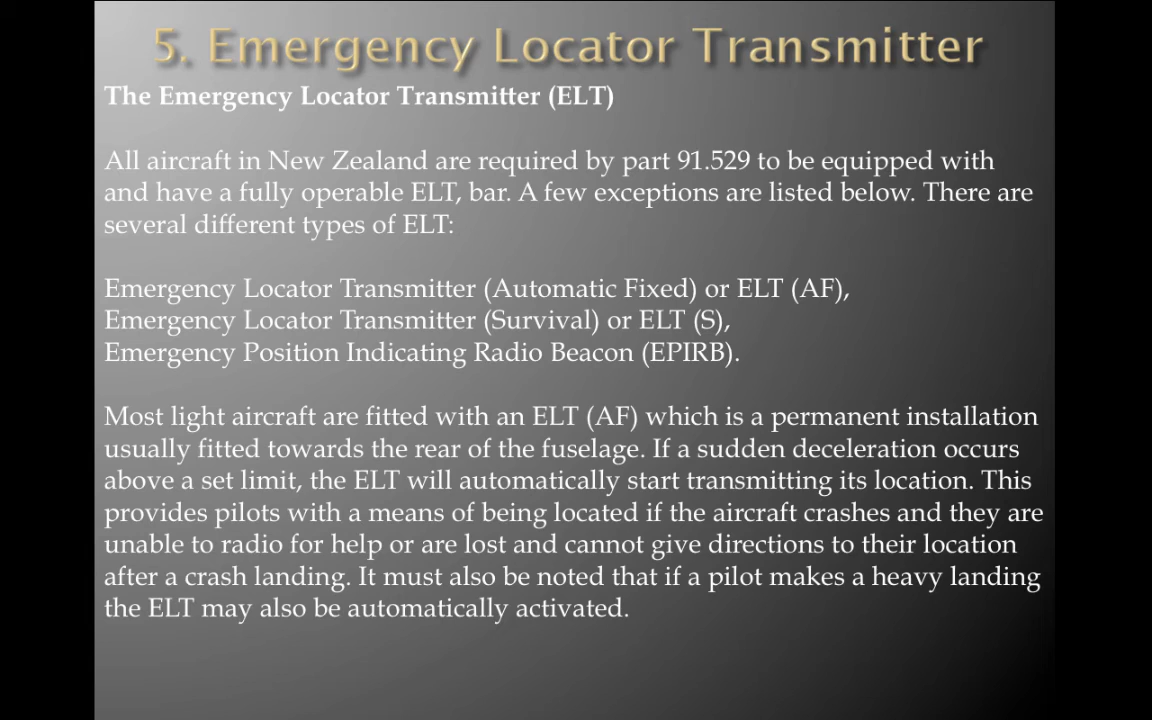 5. Emergency Locator Transmitter
The Emergency Locator Transmitter (ELT)
All aircraft in New Zealand are required by part 91.529 to be equipped with
and have a fully operable ELT, bar. A few exceptions are listed below. There are
several different types of ELT:
Emergency Locator Transmitter (Automatic Fixed) or ELT (AF),
Emergency Locator Transmitter (Survival) or ELT (S),
Emergency Position Indicating Radio Beacon (EPIRB).
Most light aircraft are fitted with an ELT (AF) which is a permanent installation
usually fitted towards the rear of the fuselage. If a sudden deceleration occurs
above a set limit, the ELT will automatically start transmitting its location. This
provides pilots with a means of being located if the aircraft crashes and they are
unable to radio for help or are lost and cannot give directions to their location
after a crash landing. It must also be noted that if a pilot makes a heavy landing
the ELT may also be automatically activated.